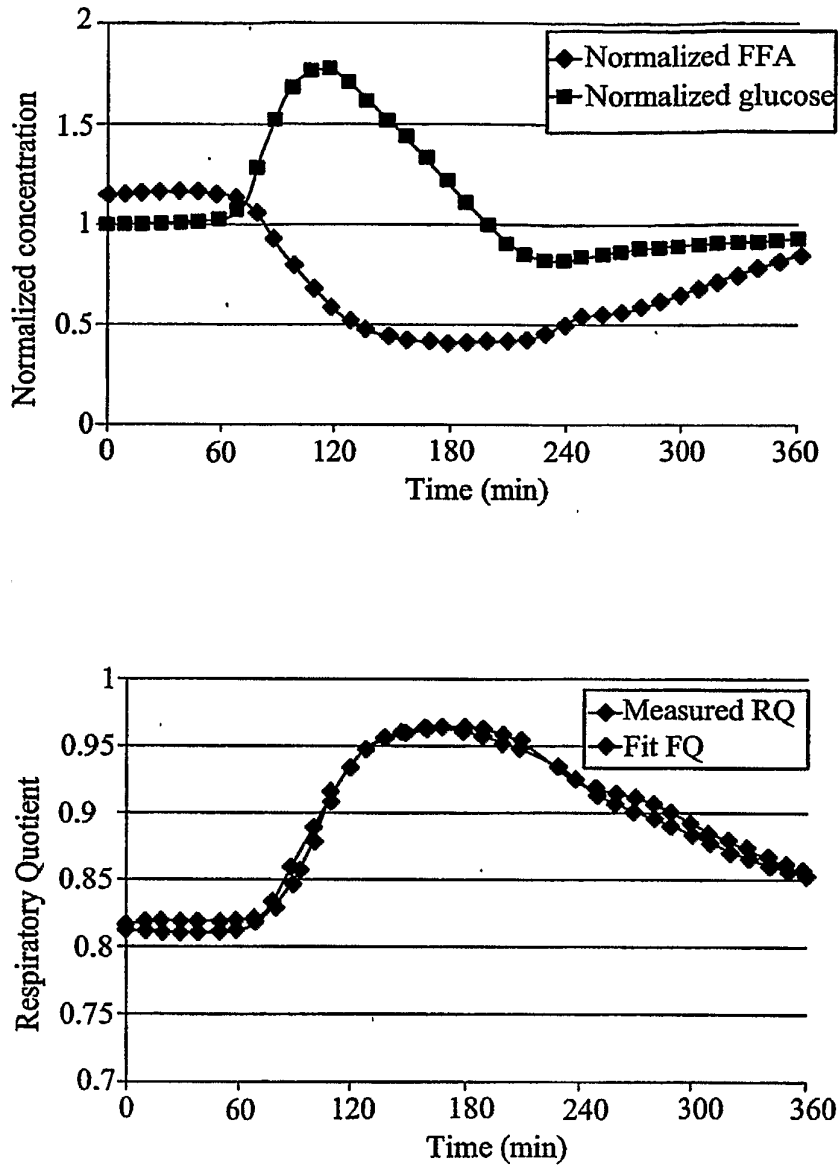 2
1.5
1
0.5
0
Normalized concentration
Normalized FFA
Normalized glucose
0 60 120 180 240 300 360
Time (min)
1
0.95
0.9
0.85
0.8
0.75
0.7
Respiratory Quotient
Measured RQ
Fit FQ
0 60 120 180 240 300 360
Time (min)